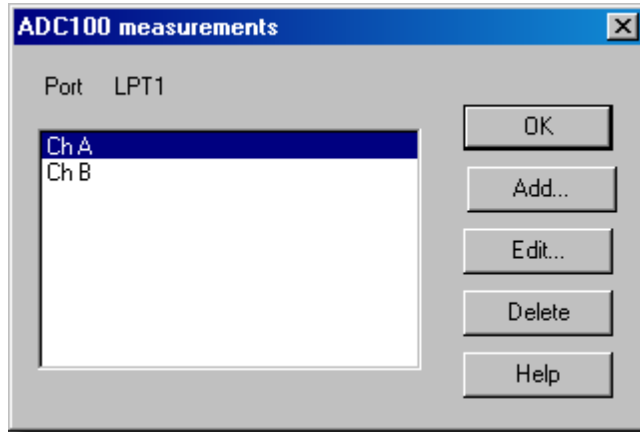 ADC100 measurements
Port LPT1
Ch A
Ch B
OK
Add...
Edit...
Delete
Help